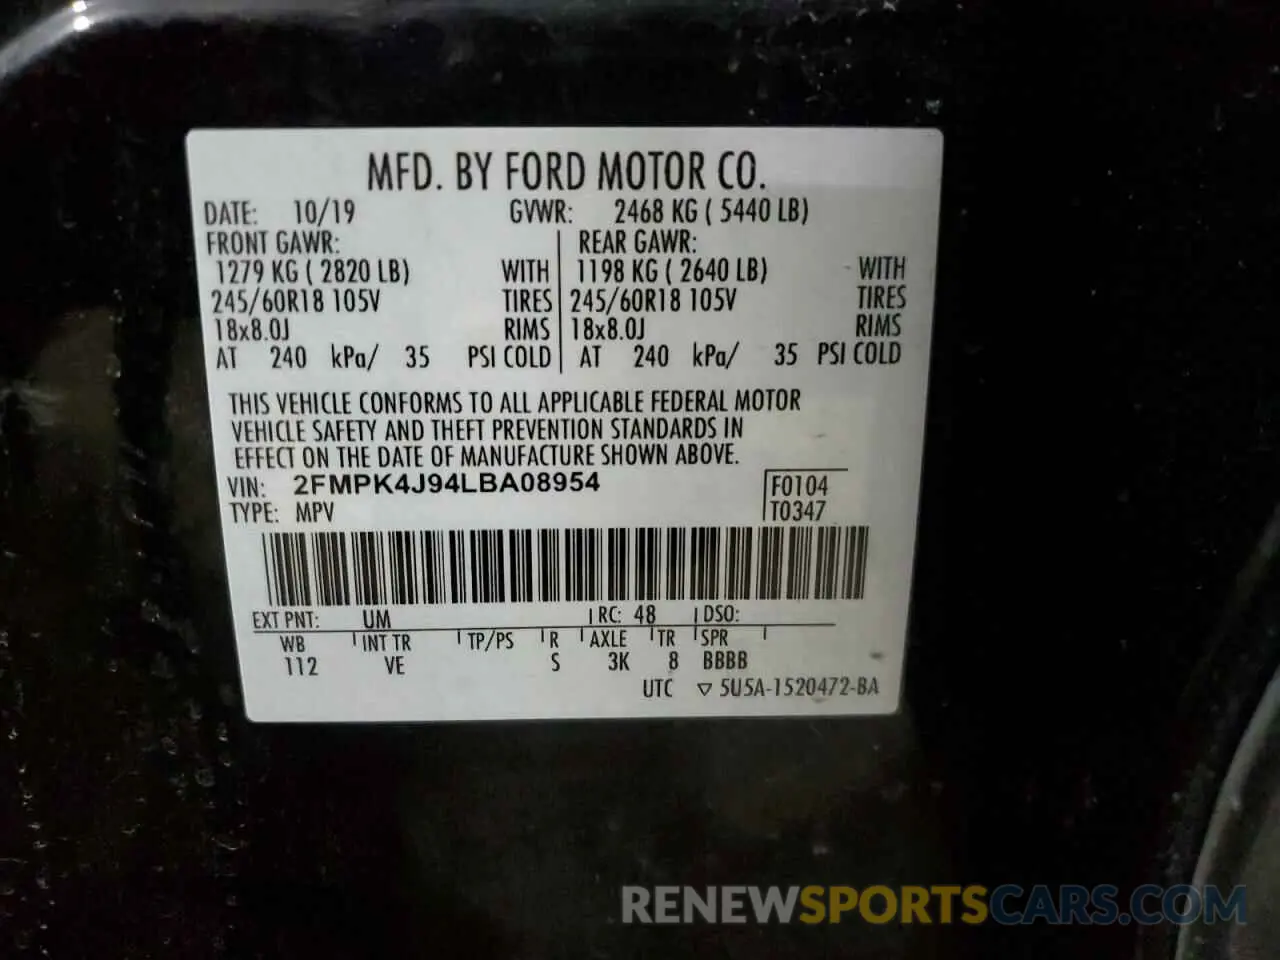 MFD. BY FORD MOTOR CO.
DATE: 10/19 GVWR: 2468 KG ( 5440 LB)
FRONT GAWR: REAR GAWR:
1279 KG ( 2820 LB) WITH 1198 KG ( 2640 LB) WITH
245/60R18 105V TIRES 245/60R18 105V TIRES
18x8.0J RIMS 18x8.0J RIMS
AT 240 kPa/ 35 PSI COLD AT 240 kPa/ 35 PSI COLD
THIS VEHICLE CONFORMS TO ALL APPLICABLE FEDERAL MOTOR
VEHICLE SAFETY AND THEFT PREVENTION STANDARDS IN
EFFECT ON THE DATE OF MANUFACTURE SHOWN ABOVE.
VIN: 2FMPK4J94LBA08954 F0104
TYPE: MPV T0347
EXT PNT: UM RC: 48 DSO:
WB INT TR TP/PS R AXLE TR SPR
112 VE S 3K 8 BBBB
UTC ▽ 5U5A-1520472-BA
RENEWSPORTSCARS.COM